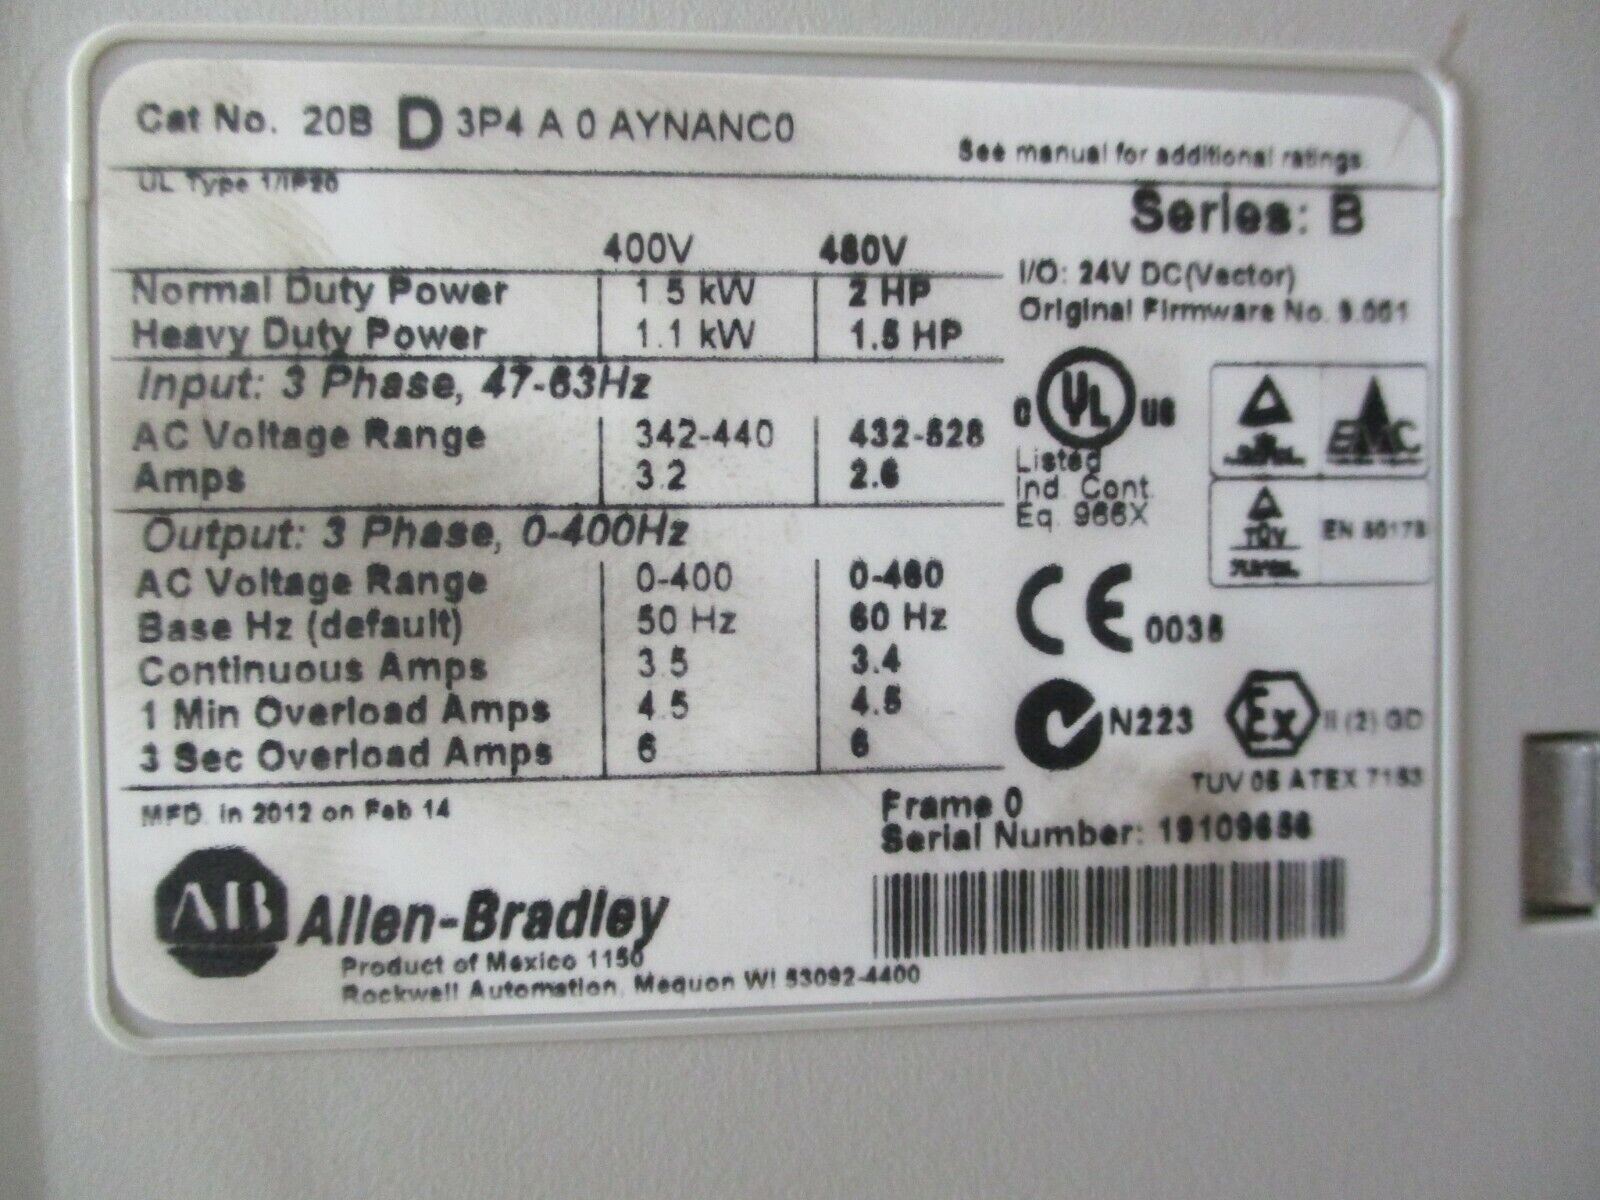 Cat No. 20B D 3P4 A 0 AYNANC0
See manual for additional ratings
UL Type 1/IP20
Series: B
400V 480V
I/O: 24V DC(Vector)
Normal Duty Power 1.5 kW 2 HP
Original Firmware No. 9.001
Heavy Duty Power 1.1 kW 1.5 HP
Input: 3 Phase, 47-63Hz
AC Voltage Range 342-440 432-528
Amps 3.2 2.6
C UL US
Listed
Ind. Cont.
Eq. 966X
EMC
TÜV
EN 50178
Output: 3 Phase, 0-400Hz
AC Voltage Range 0-400 0-460
Base Hz (default) 50 Hz 60 Hz
Continuous Amps 3.5 3.4
1 Min Overload Amps 4.5 4.5
3 Sec Overload Amps 6 6
CE
N223
Ex II (2) GD
TUV 05 ATEX 7153
MFD. in 2012 on Feb 14
Frame 0
Serial Number:
AB Allen-Bradley
Product of Mexico 1150
Rockwell Automation, Mequon WI 53092-4400